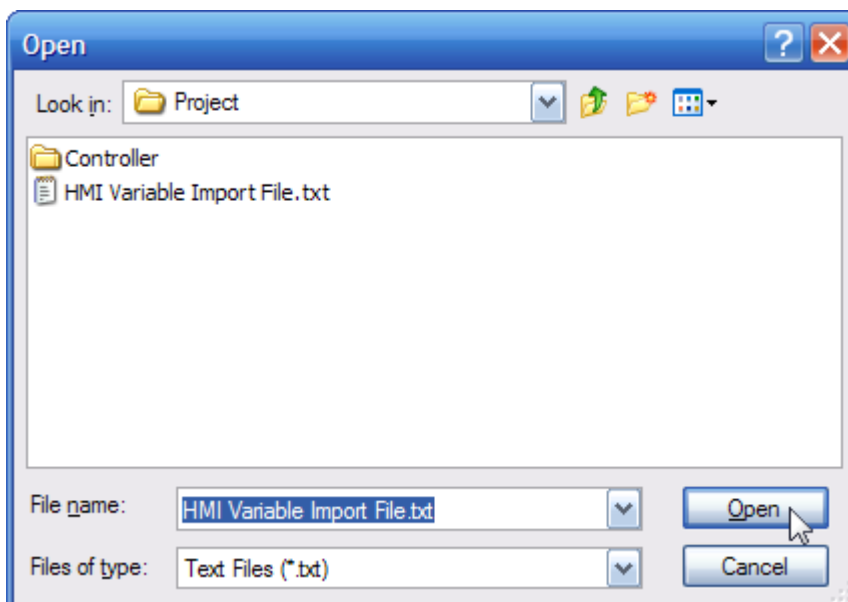 Open
Look in: Project
Controller
HMI Variable Import File.txt
File name: HMI Variable Import File.txt Open
Files of type: Text Files (*.txt) Cancel